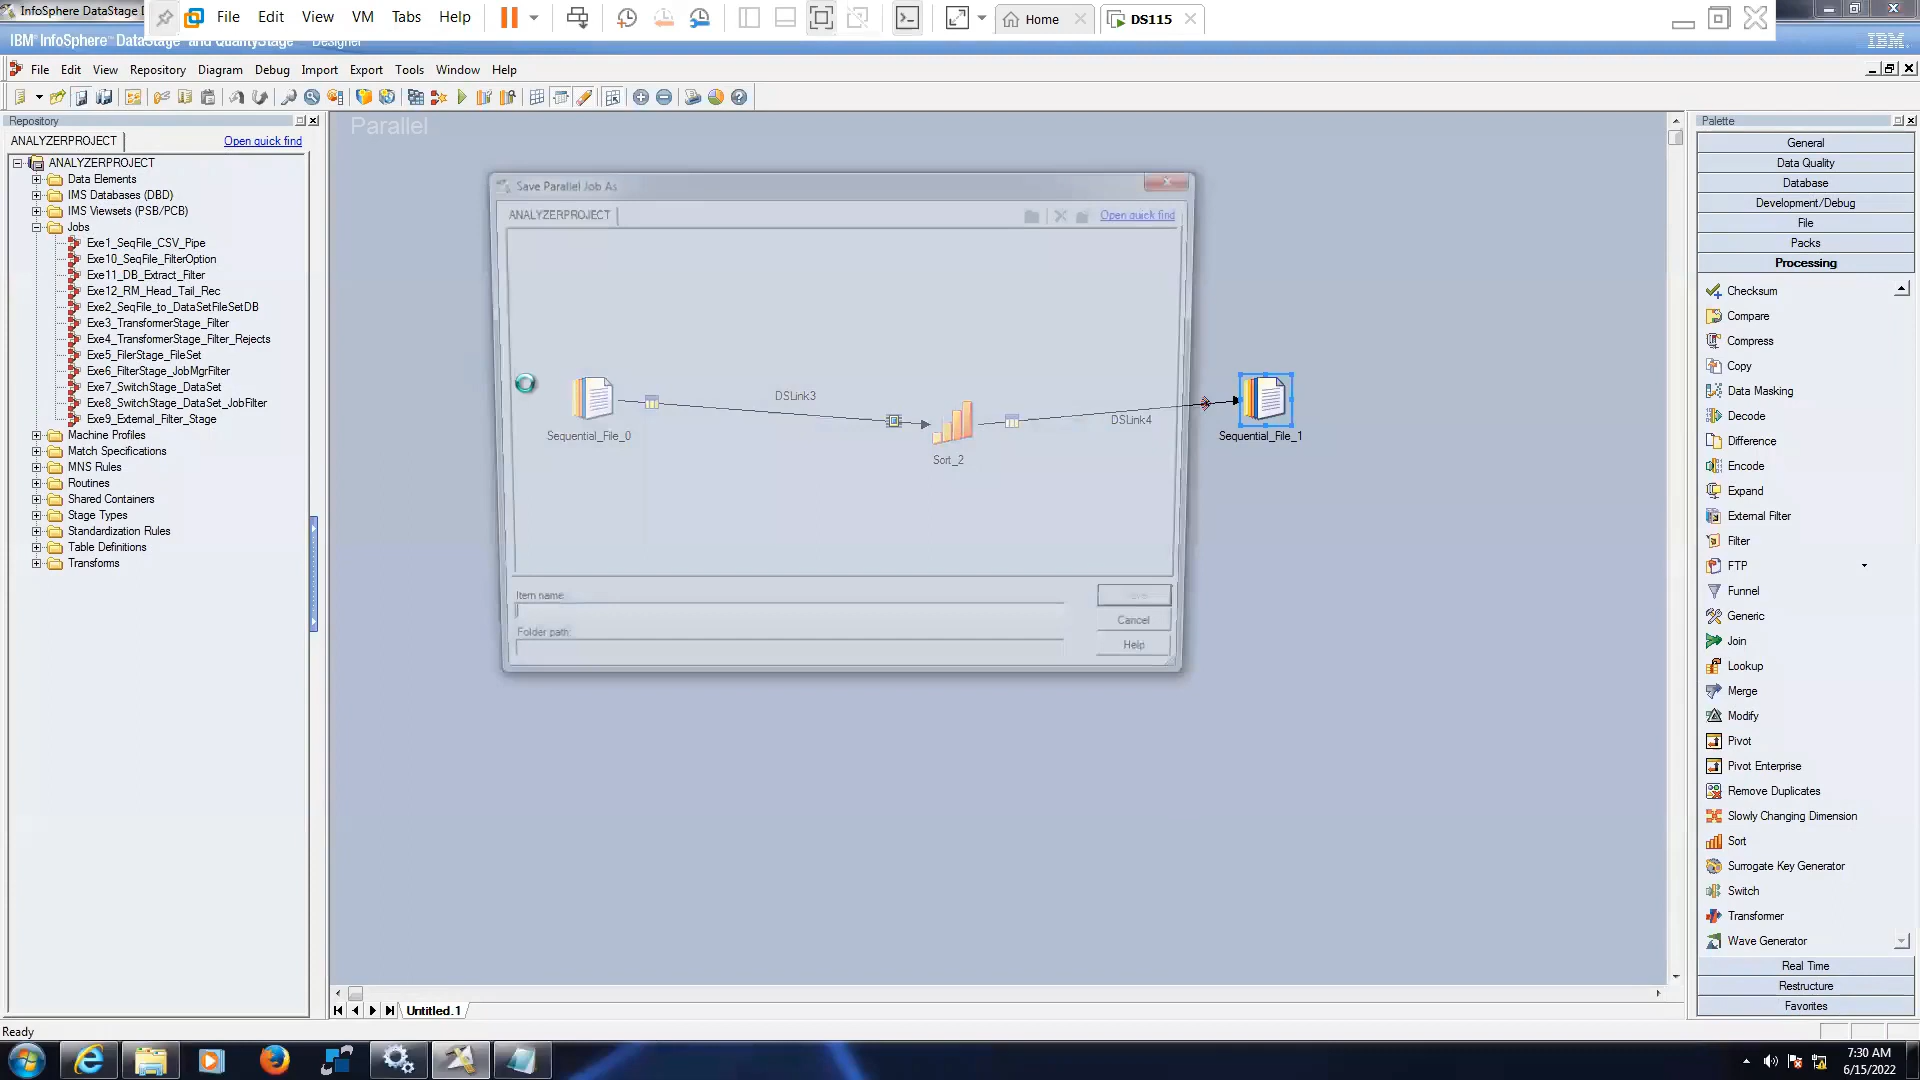 InfoSphere DataStage
File Edit View VM Tabs Help
Home
DS115
IBM® InfoSphere™ DataStage® and QualityStage® Designer
IBM
File Edit View Repository Diagram Debug Import Export Tools Window Help
Repository
ANALYZERPROJECT
Open quick find
ANALYZERPROJECT
Data Elements
IMS Databases (DBD)
IMS Viewsets (PSB/PCB)
Jobs
Exe1_SeqFile_CSV_Pipe
Exe10_SeqFile_FilterOption
Exe11_DB_Extract_Filter
Exe12_RM_Head_Tail_Rec
Exe2_SeqFile_to_DataSetFileSetDB
Exe3_TransformerStage_Filter
Exe4_TransformerStage_Filter_Rejects
Exe5_FilerStage_FileSet
Exe6_FilterStage_JobMgrFilter
Exe7_SwitchStage_DataSet
Exe8_SwitchStage_DataSet_JobFilter
Exe9_External_Filter_Stage
Machine Profiles
Match Specifications
MNS Rules
Routines
Shared Containers
Stage Types
Standardization Rules
Table Definitions
Transforms
Parallel
Save Parallel Job As
ANALYZERPROJECT
Open quick find
DSLink3
DSLink4
Sequential_File_0
Sort_2
Sequential_File_1
Item name:
Folder path:
Save
Cancel
Help
Untitled.1
Palette
General
Data Quality
Database
Development/Debug
File
Packs
Processing
Checksum
Compare
Compress
Copy
Data Masking
Decode
Difference
Encode
Expand
External Filter
Filter
FTP
Funnel
Generic
Join
Lookup
Merge
Modify
Pivot
Pivot Enterprise
Remove Duplicates
Slowly Changing Dimension
Sort
Surrogate Key Generator
Switch
Transformer
Wave Generator
Real Time
Restructure
Favorites
Ready
7:30 AM
6/15/2022